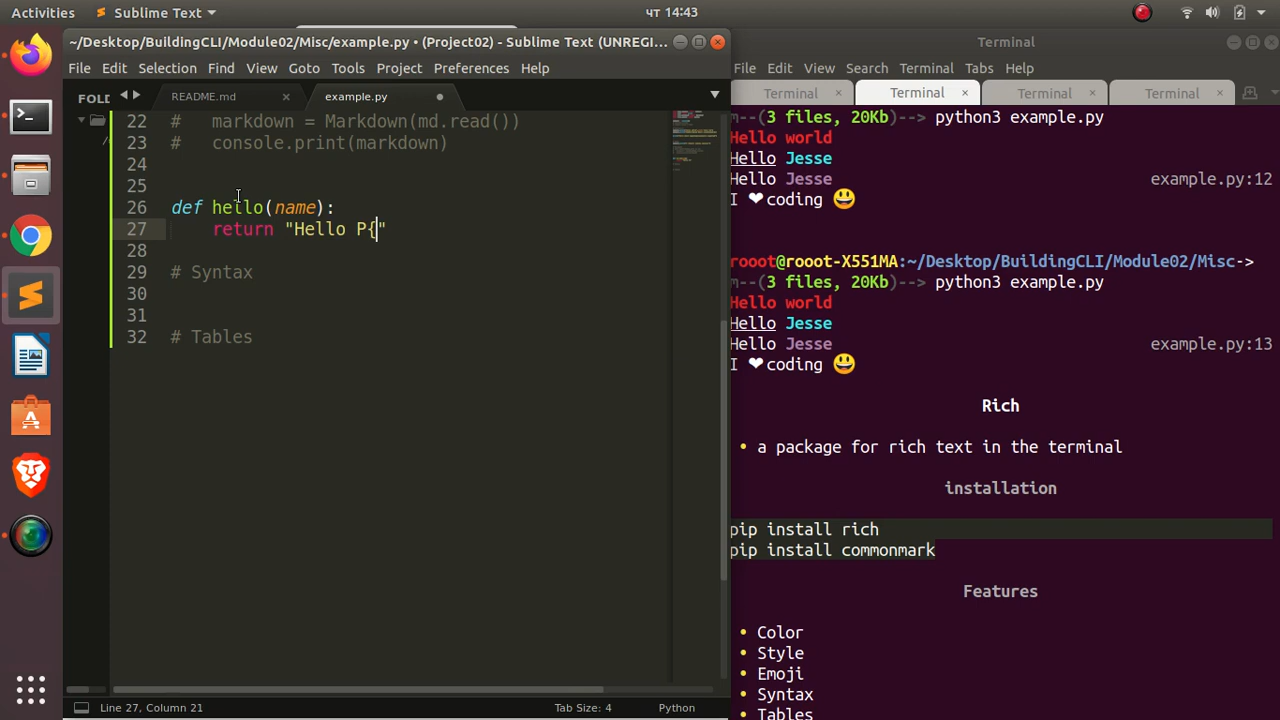 Activities Sublime Text чт 14:43
~/Desktop/BuildingCLI/Module02/Misc/example.py • (Project02) - Sublime Text (UNREGI...
File Edit Selection Find View Goto Tools Project Preferences Help
FOLD
README.md × example.py
22 # markdown = Markdown(md.read())
23 # console.print(markdown)
24
25
26 def hello(name):
27 return "Hello P{"
28
29 # Syntax
30
31
32 # Tables
Line 27, Column 21 Tab Size: 4 Python
Terminal
File Edit View Search Terminal Tabs Help
Terminal × Terminal × Terminal × Terminal ×
m--(3 files, 20Kb)--> python3 example.py
Hello world
Hello Jesse
Hello Jesse example.py:12
I ❤coding 😃
rooot@rooot-X551MA:~/Desktop/BuildingCLI/Module02/Misc->
m--(3 files, 20Kb)--> python3 example.py
Hello world
Hello Jesse
Hello Jesse example.py:13
I ❤coding 😃
Rich
• a package for rich text in the terminal
installation
pip install rich
pip install commonmark
Features
• Color
• Style
• Emoji
• Syntax
• Tables